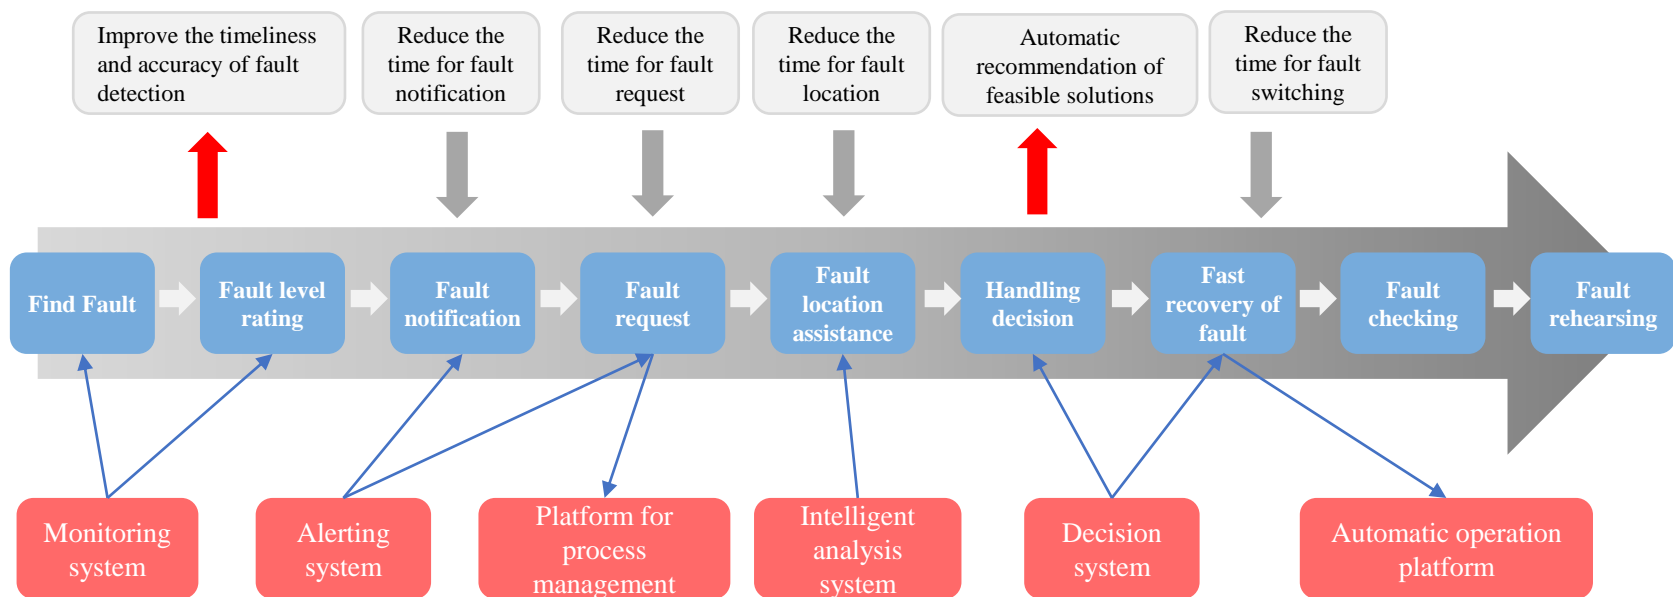 Improve the timeliness
and accuracy of fault
detection
Reduce the
time for fault
notification
Reduce the
time for fault
request
Reduce the
time for fault
location
Automatic
recommendation of
feasible solutions
Reduce the
time for fault
switching
Find Fault
Fault level
rating
Fault
notification
Fault
request
Fault
location
assistance
Handling
decision
Fast
recovery of
fault
Fault
checking
Fault
rehearsing
Monitoring
system
Alerting
system
Platform for
process
management
Intelligent
analysis
system
Decision
system
Automatic operation
platform